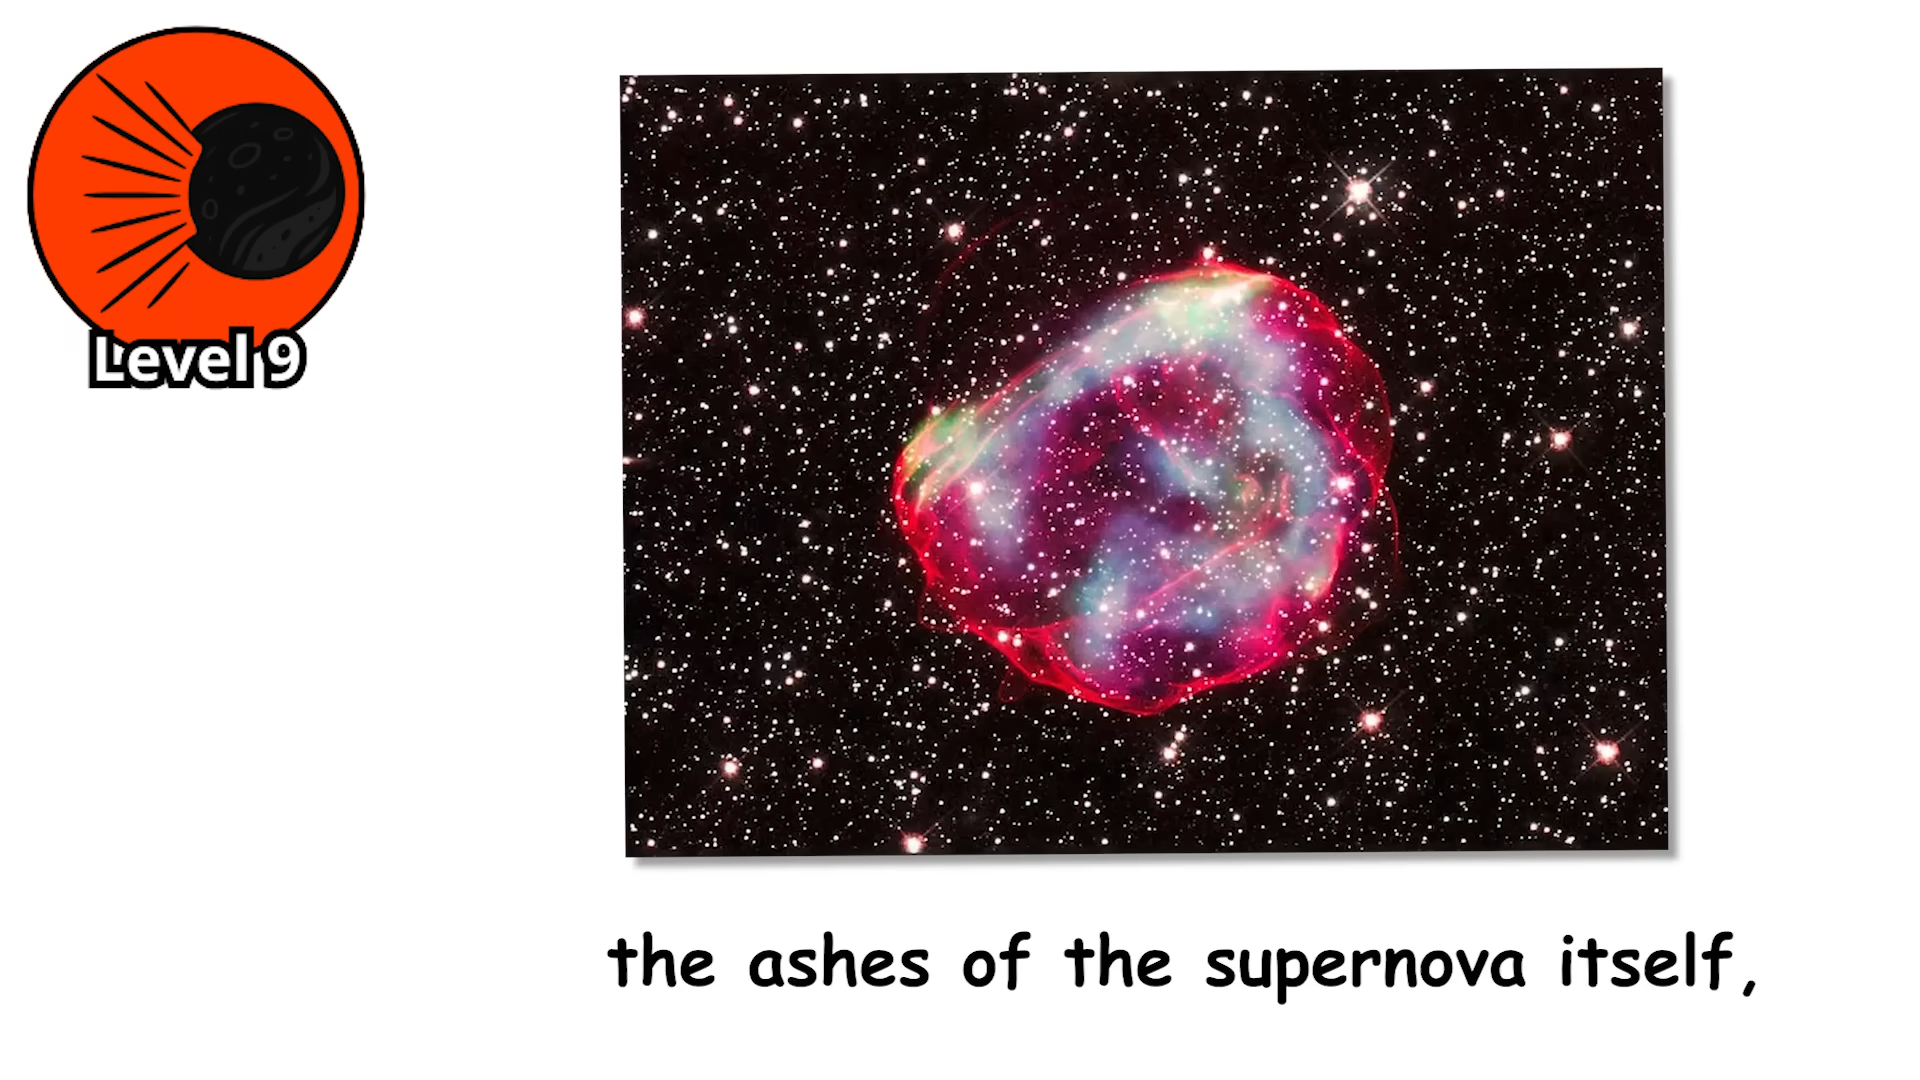 Level 9
the ashes of the supernova itself,